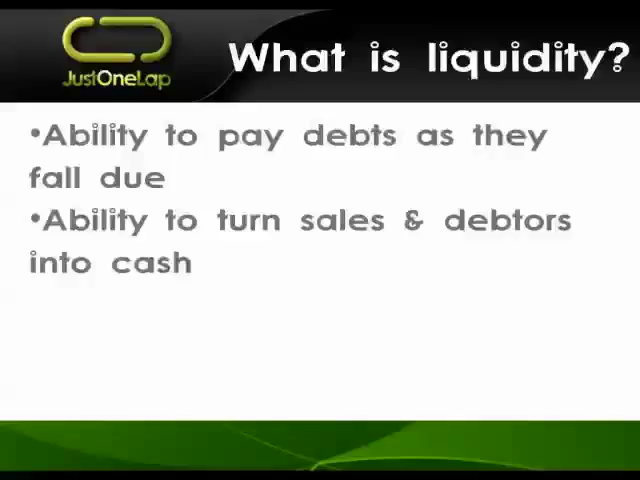 JustOneLap
What is liquidity?
•Ability to pay debts as they
fall due
•Ability to turn sales & debtors
into cash